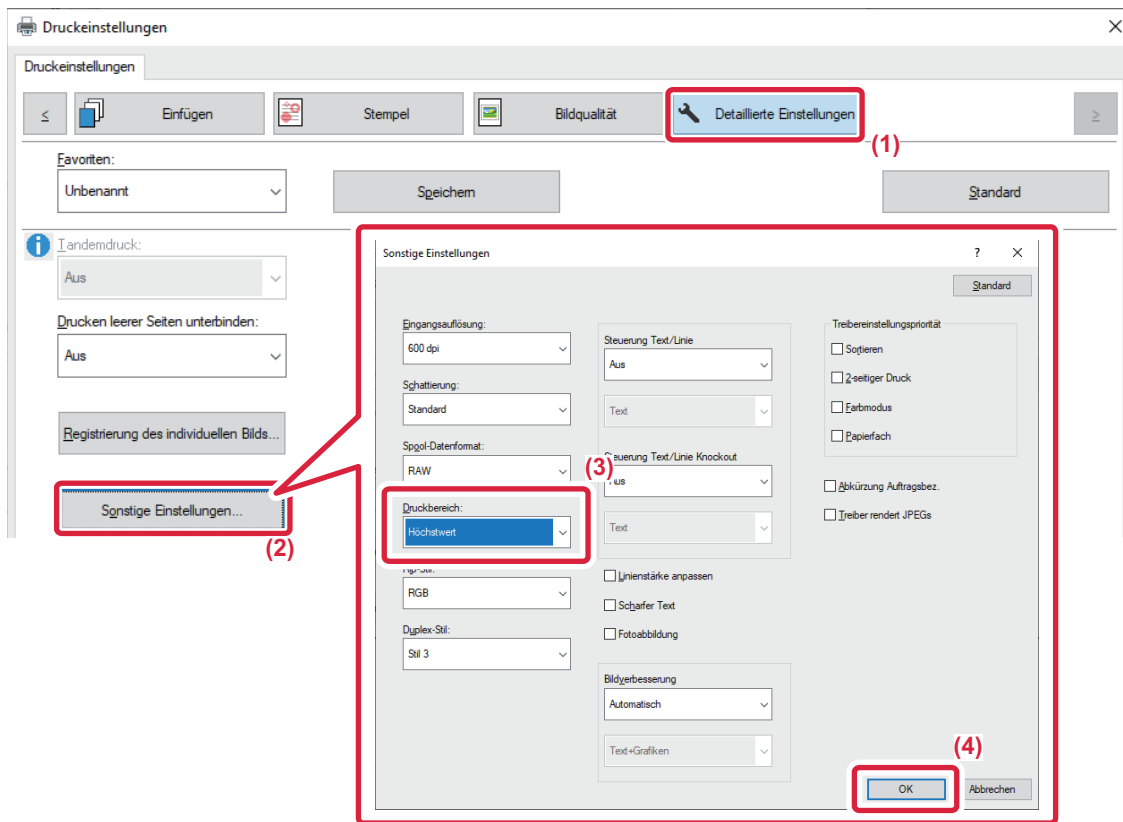 Druckeinstellungen
Druckeinstellungen
<
Einfügen
Stempel
Bildqualität
Detaillierte Einstellungen
>
(1)
Favoriten:
Unbenannt
Speichern
Standard
Tandemdruck:
Aus
Drucken leerer Seiten unterbinden:
Aus
Registrierung des individuellen Bilds...
Sonstige Einstellungen...
(2)
Sonstige Einstellungen
?
Standard
Eingangsauflösung:
600 dpi
Schattierung:
Standard
Spool-Datenformat:
RAW
(3)
Druckbereich:
Höchstwert
Rip-Stil:
RGB
Duplex-Stil:
Stil 3
Steuerung Text/Linie
Aus
Text
Steuerung Text/Linie Knockout
Aus
Text
Linienstärke anpassen
Scharfer Text
Fotoabbildung
Bildverbesserung
Automatisch
Text+Grafiken
Treibereinstellungspriorität
Sortieren
2-seitiger Druck
Farbmodus
Papierfach
Abkürzung Auftragsbez.
Treiber rendert JPEGs
(4)
OK
Abbrechen